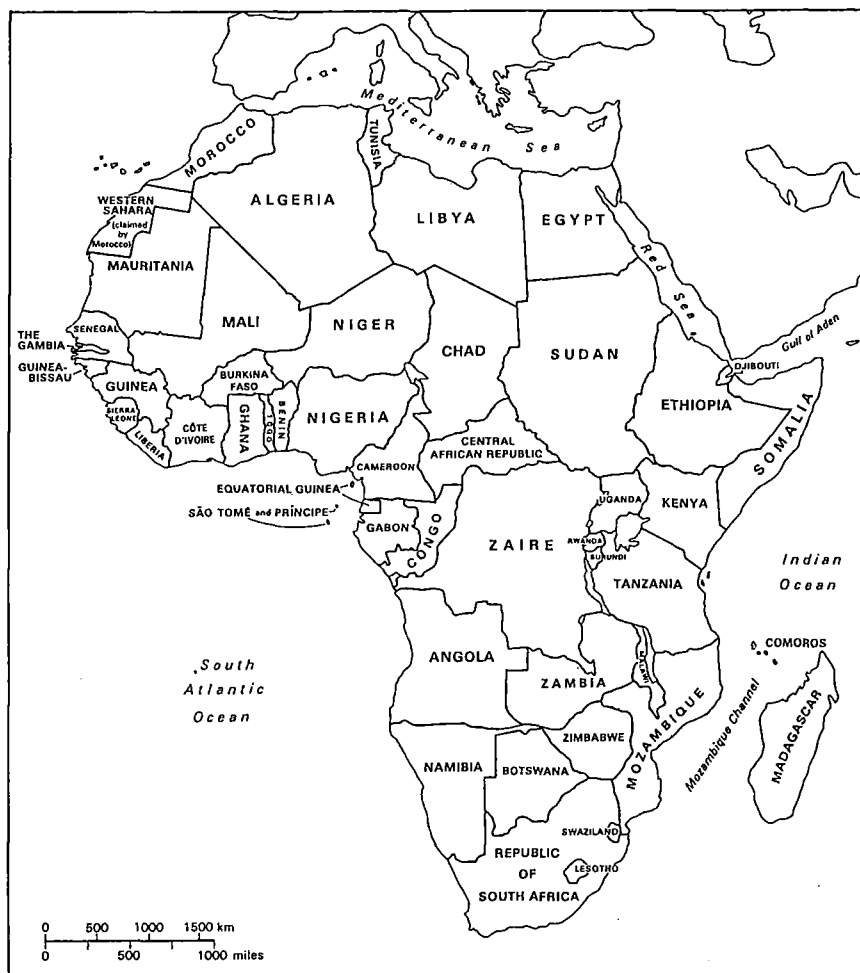 Mediterranean Sea
MOROCCO
TUNISIA
ALGERIA
LIBYA
EGYPT
WESTERN
SAHARA
(claimed
by
Morocco)
MAURITANIA
Red Sea
MALI
NIGER
CHAD
SUDAN
Gulf of Aden
DJIBOUTI
SENEGAL
THE
GAMBIA
GUINEA-
BISSAU
GUINEA
SIERRA
LEONE
LIBERIA
CÔTE
D'IVOIRE
BURKINA
FASO
GHANA
TOGO
BENIN
NIGERIA
ETHIOPIA
SOMALIA
CENTRAL
AFRICAN REPUBLIC
CAMEROON
EQUATORIAL GUINEA
SÃO TOMÉ and PRÍNCIPE
GABON
CONGO
ZAIRE
UGANDA
KENYA
RWANDA
BURUNDI
TANZANIA
Indian
Ocean
COMOROS
South
Atlantic
Ocean
ANGOLA
ZAMBIA
MALAWI
MOZAMBIQUE
Mozambique Channel
MADAGASCAR
ZIMBABWE
NAMIBIA
BOTSWANA
SWAZILAND
LESOTHO
REPUBLIC
OF
SOUTH AFRICA
0 500 1000 1500 km
0 500 1000 miles